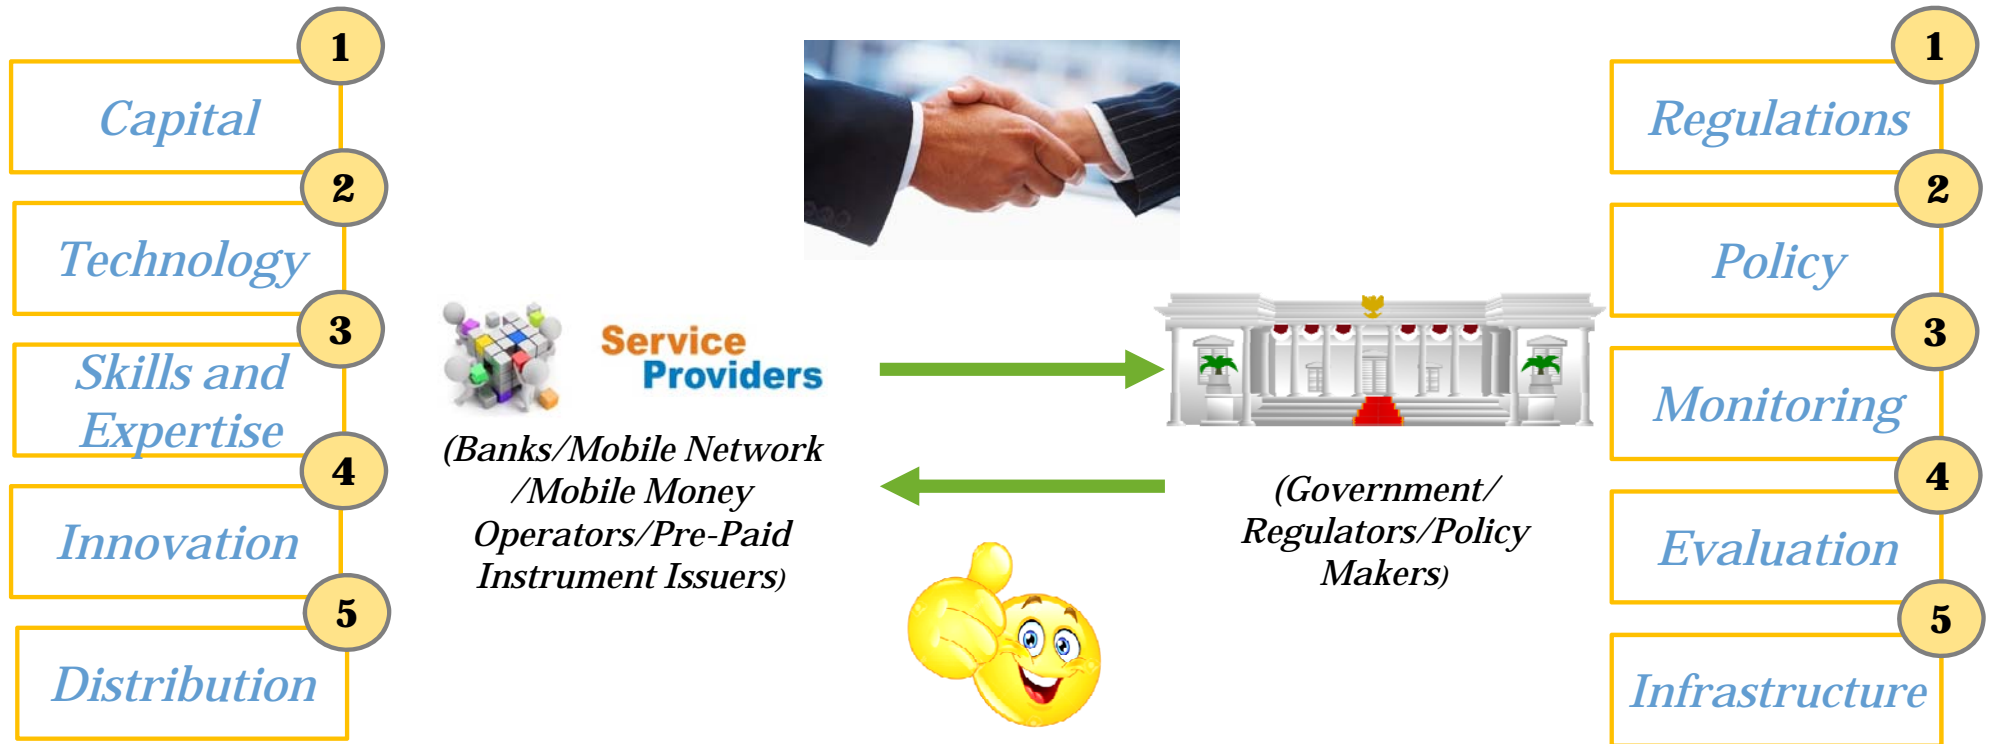 1
Capital
2
Technology
3
Skills and
Expertise
4
Innovation
5
Distribution
Service
Providers
(Banks/Mobile Network
/Mobile Money
Operators/Pre-Paid
Instrument Issuers)
(Government/
Regulators/Policy
Makers)
1
Regulations
2
Policy
3
Monitoring
4
Evaluation
5
Infrastructure